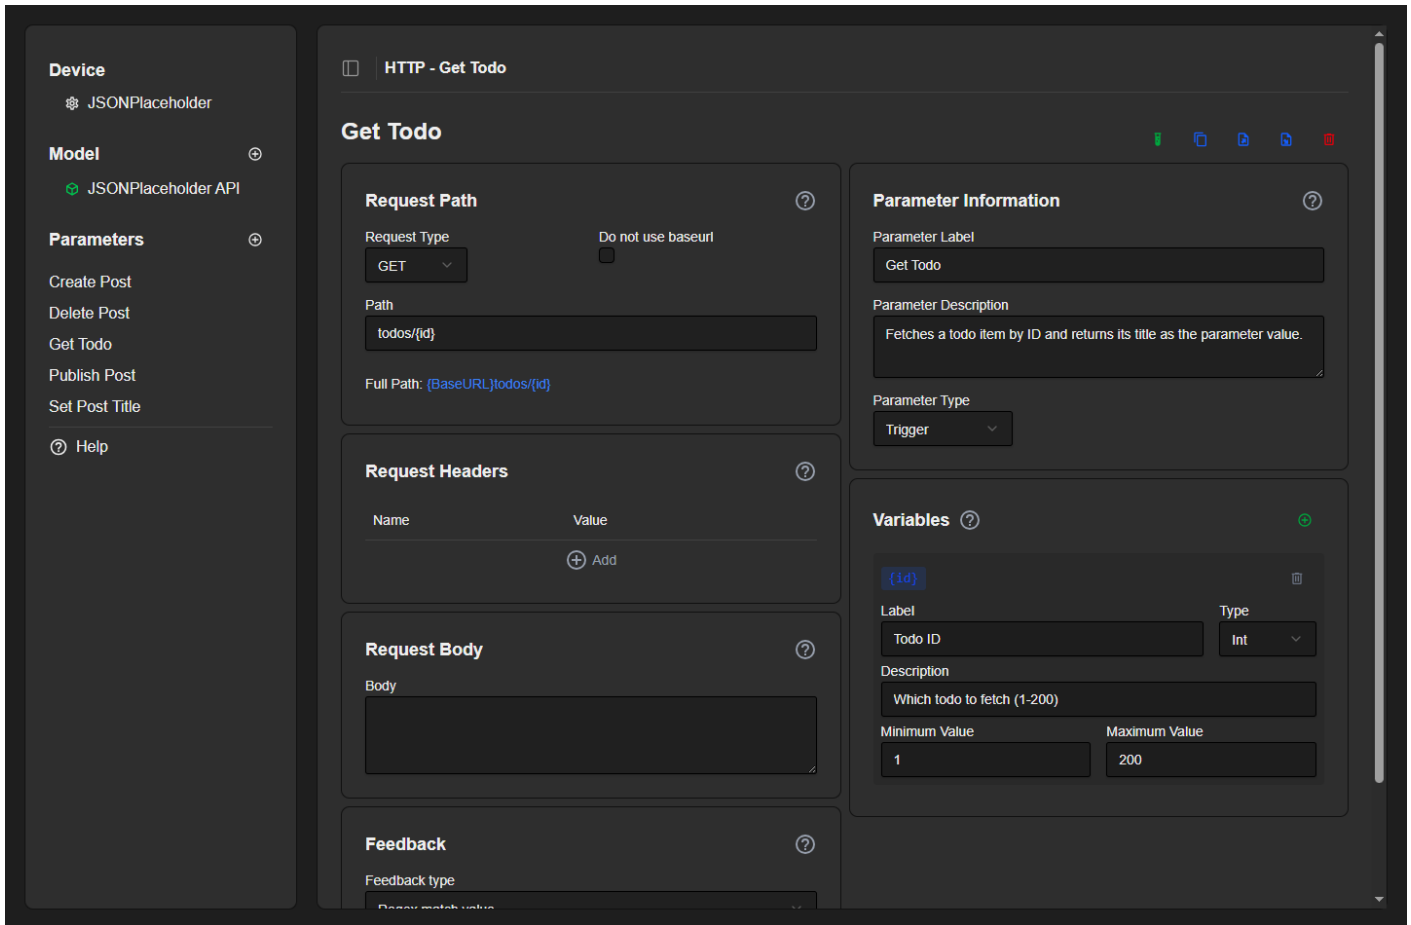 Device
JSONPlaceholder
Model
JSONPlaceholder API
Parameters
Create Post
Delete Post
Get Todo
Publish Post
Set Post Title
Help
HTTP - Get Todo
Get Todo
Request Path
Request Type
Do not use baseurl
GET
Path
todos/{id}
Full Path: {BaseURL}todos/{id}
Request Headers
Name Value
Add
Request Body
Body
Feedback
Feedback type
Regex match value
Parameter Information
Parameter Label
Get Todo
Parameter Description
Fetches a todo item by ID and returns its title as the parameter value.
Parameter Type
Trigger
Variables
{id}
Label Type
Todo ID Int
Description
Which todo to fetch (1-200)
Minimum Value Maximum Value
1 200